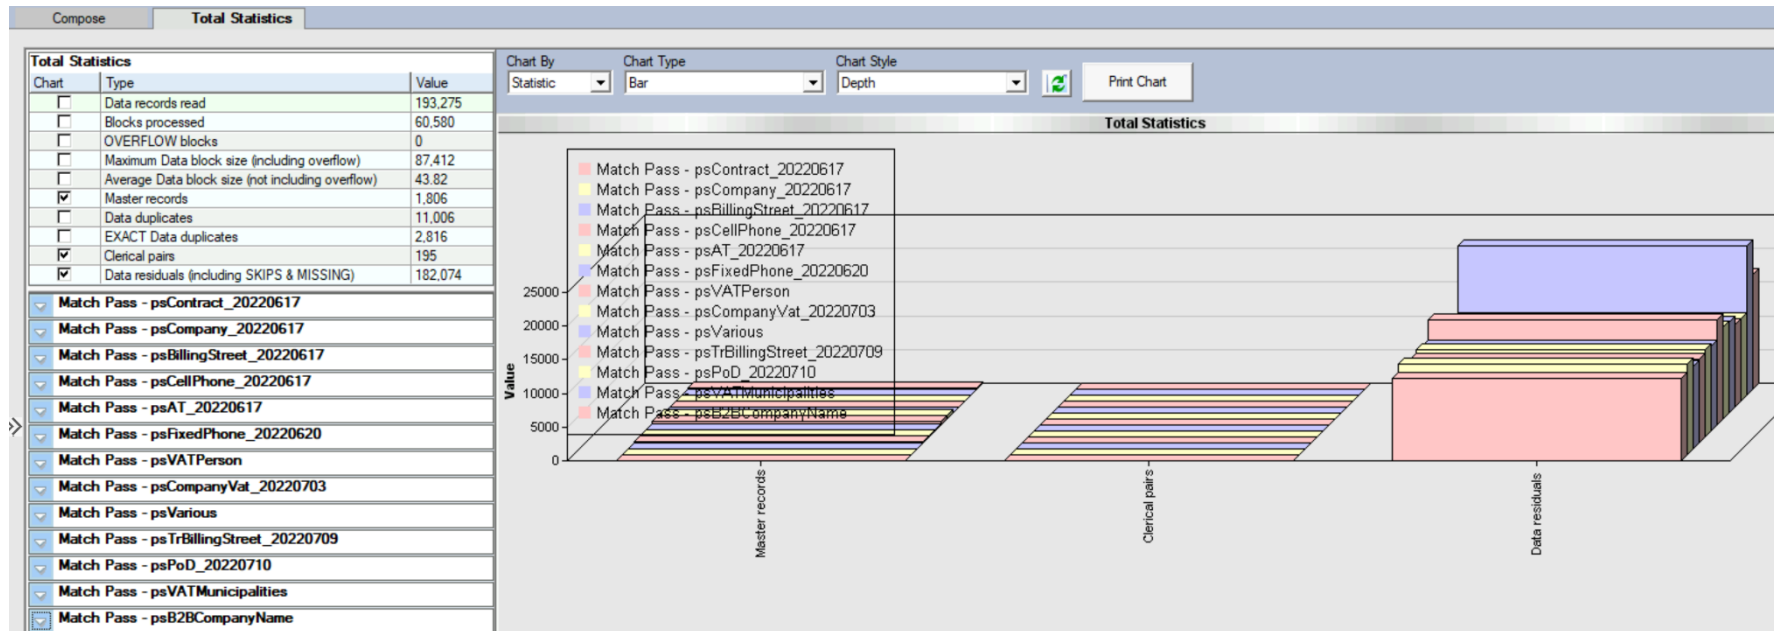 Compose
Total Statistics
Total Statistics
Chart Type Value
Data records read 193,275
Blocks processed 60,580
OVERFLOW blocks 0
Maximum Data block size (including overflow) 87,412
Average Data block size (not including overflow) 43.82
Master records 1,806
Data duplicates 11,006
EXACT Data duplicates 2,816
Clerical pairs 195
Data residuals (including SKIPS & MISSING) 182,074
Match Pass - psContract_20220617
Match Pass - psCompany_20220617
Match Pass - psBillingStreet_20220617
Match Pass - psCellPhone_20220617
Match Pass - psAT_20220617
Match Pass - psFixedPhone_20220620
Match Pass - psVATPerson
Match Pass - psCompanyVat_20220703
Match Pass - psVarious
Match Pass - psTrBillingStreet_20220709
Match Pass - psPoD_20220710
Match Pass - psVATMunicipalities
Match Pass - psB2BCompanyName
Chart By Chart Type Chart Style
Statistic Bar Depth Print Chart
Total Statistics
Match Pass - psContract_20220617
Match Pass - psCompany_20220617
Match Pass - psBillingStreet_20220617
Match Pass - psCellPhone_20220617
Match Pass - psAT_20220617
Match Pass - psFixedPhone_20220620
Match Pass - psVATPerson
Match Pass - psCompanyVat_20220703
Match Pass - psVarious
Match Pass - psTrBillingStreet_20220709
Match Pass - psPoD_20220710
Match Pass - psVATMunicipalities
Match Pass - psB2BCompanyName
Value
25000
20000
15000
10000
5000
0
Master records
Clerical pairs
Data residuals